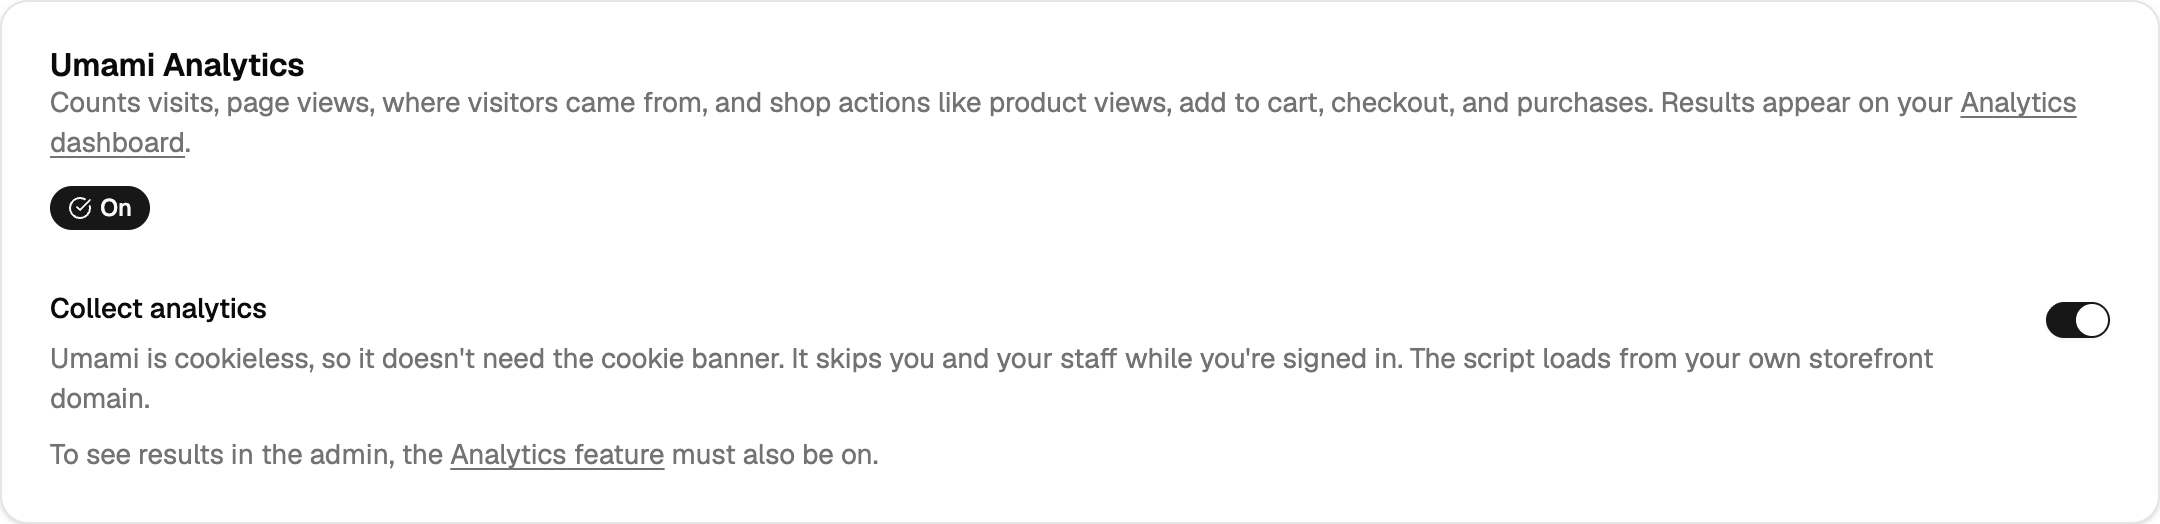 Umami Analytics
Counts visits, page views, where visitors came from, and shop actions like product views, add to cart, checkout, and purchases. Results appear on your Analytics
dashboard.
On
Collect analytics
Umami is cookieless, so it doesn't need the cookie banner. It skips you and your staff while you're signed in. The script loads from your own storefront
domain.
To see results in the admin, the Analytics feature must also be on.